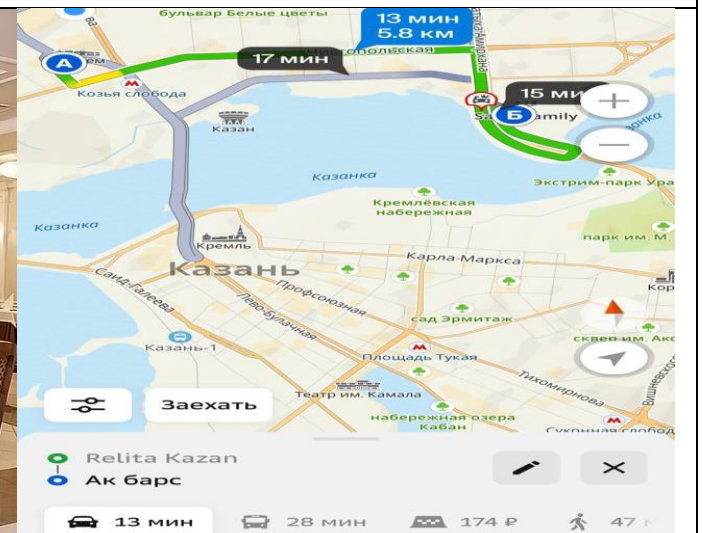 бульвар Белые цветы
13 мин
5.8 км
А
17 мин
Козья слобода
15
Б
Казан
Казанка
Экстрим-парк
Кремлёвская
набережная
Казанка
парк им. М
Кремль
Карла Маркса
Казань
Саид-Галеева
Профсоюзная
Лево-Булачная
сад Эрмитаж
Казань-1
Площадь Тукая
Тихомирнова
Театр им. Камала
Заехать
набережная озера
Кабан
Relita Kazan
Ак барс
13 мин
28 мин
174 ₽
47